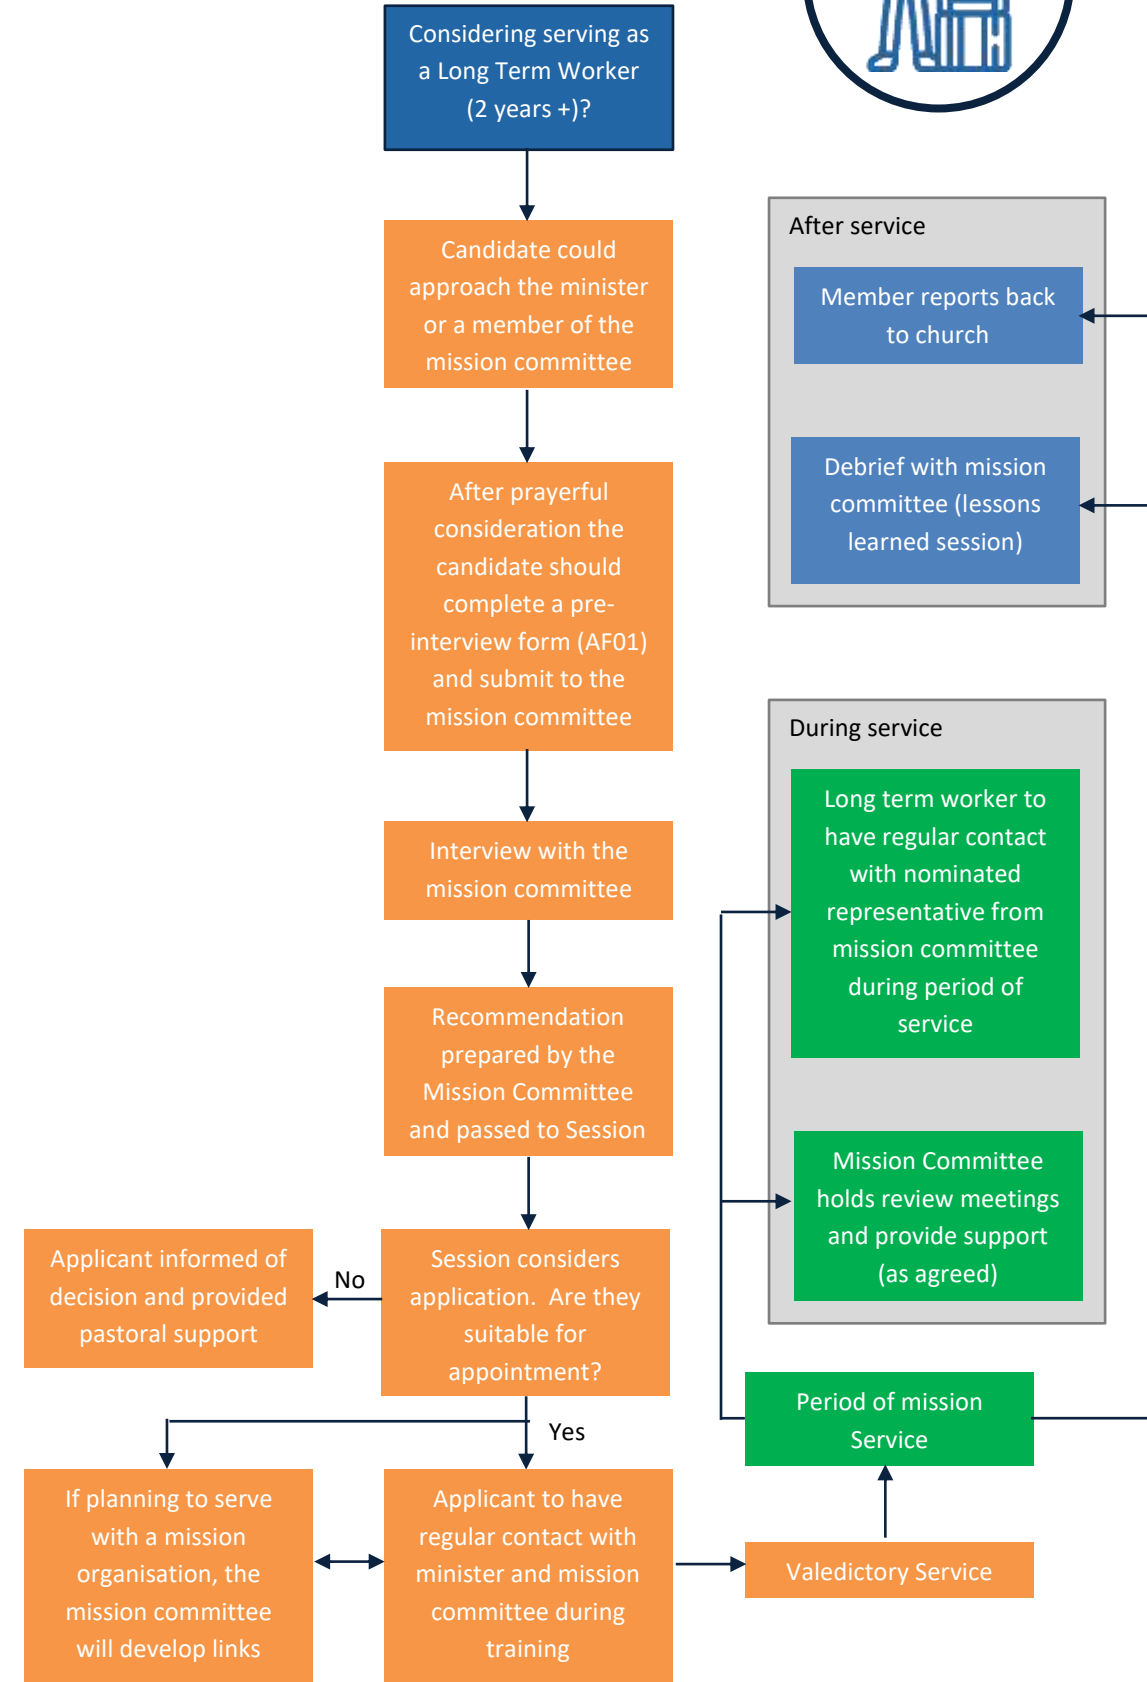 Considering serving as
a Long Term Worker
(2 years +)?
Candidate could
approach the minister
or a member of the
mission committee
After prayerful
consideration the
candidate should
complete a pre-
interview form (AF01)
and submit to the
mission committee
Interview with the
mission committee
Recommendation
prepared by the
Mission Committee
and passed to Session
Session considers
application.  Are they
suitable for
appointment?
No
Applicant informed of
decision and provided
pastoral support
Yes
If planning to serve
with a mission
organisation, the
mission committee
will develop links
Applicant to have
regular contact with
minister and mission
committee during
training
Valedictory Service
Period of mission
Service
During service
Long term worker to
have regular contact
with nominated
representative from
mission committee
during period of
service
Mission Committee
holds review meetings
and provide support
(as agreed)
After service
Member reports back
to church
Debrief with mission
committee (lessons
learned session)